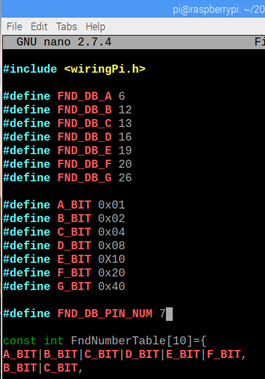 pi@raspberrypi: ~/20
File Edit Tabs Help
GNU nano 2.7.4 Fi
#include <wiringPi.h>
#define FND_DB_A 6
#define FND_DB_B 12
#define FND_DB_C 13
#define FND_DB_D 16
#define FND_DB_E 19
#define FND_DB_F 20
#define FND_DB_G 26
#define A_BIT 0x01
#define B_BIT 0x02
#define C_BIT 0x04
#define D_BIT 0x08
#define E_BIT 0X10
#define F_BIT 0x20
#define G_BIT 0x40
#define FND_DB_PIN_NUM 7
const int FndNumberTable[10]={
A_BIT|B_BIT|C_BIT|D_BIT|E_BIT|F_BIT,
B_BIT|C_BIT,